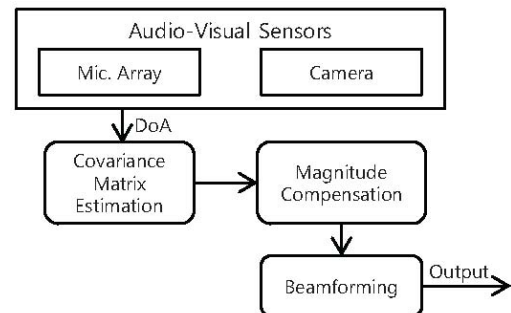 Audio-Visual Sensors
Mic. Array
Camera
DoA
Covariance
Matrix
Estimation
Magnitude
Compensation
Beamforming
Output